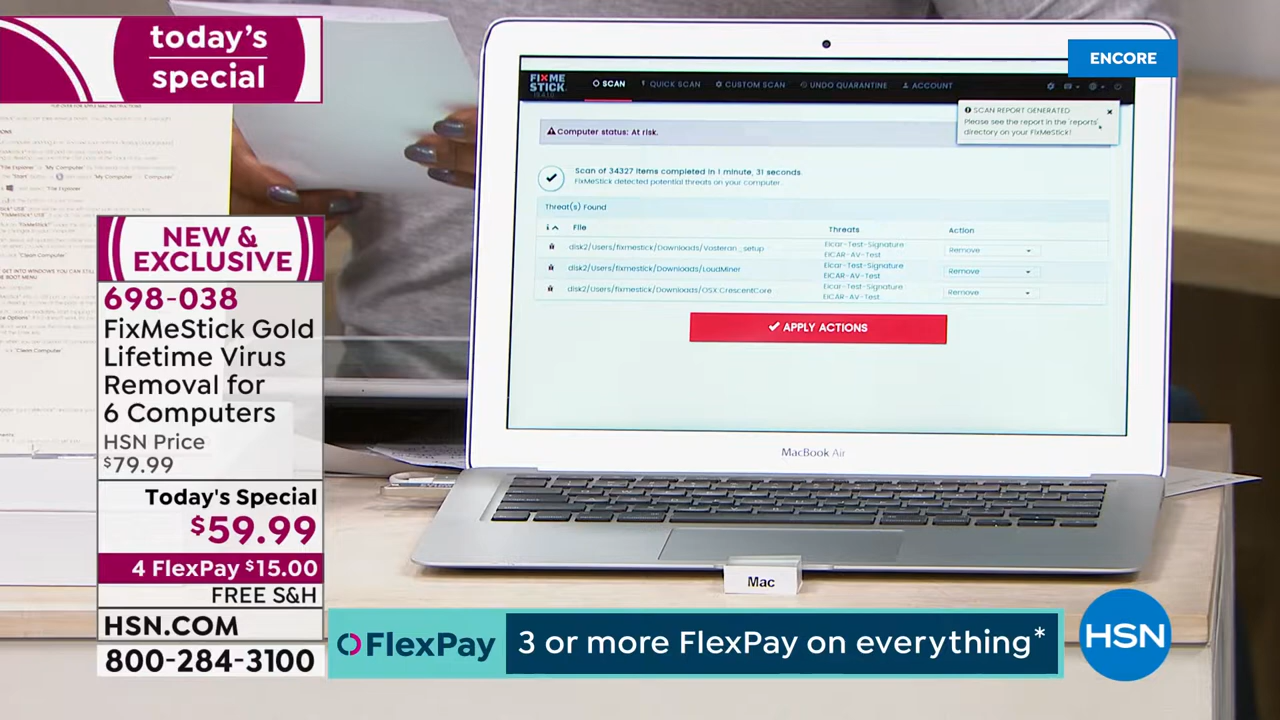 today's
special
ENCORE
NEW &
EXCLUSIVE
698-038
FixMeStick Gold
Lifetime Virus
Removal for
6 Computers
HSN Price
$79.99
Today's Special
$59.99
4 FlexPay $15.00
FREE S&H
HSN.COM
800-284-3100
FIXME
STICK
SCAN
QUICK SCAN
CUSTOM SCAN
UNDO QUARANTINE
ACCOUNT
SCAN REPORT GENERATED
Please see the report in the 'reports'
directory on your FixMeStick!
Computer status: At risk.
Scan of 34327 items completed in 1 minute, 31 seconds.
FixMeStick detected potential threats on your computer.
Threat(s) Found
File Threats Action
disk2/Users/fixmestick/Downloads/Vosteran_setup
Eicar-Test-Signature
EICAR-AV-Test
Remove
disk2/Users/fixmestick/Downloads/LoudMiner
Eicar-Test-Signature
EICAR-AV-Test
Remove
disk2/Users/fixmestick/Downloads/OSX.CrescentCore
Eicar-Test-Signature
EICAR-AV-Test
Remove
APPLY ACTIONS
MacBook Air
Mac
FlexPay
3 or more FlexPay on everything*
HSN